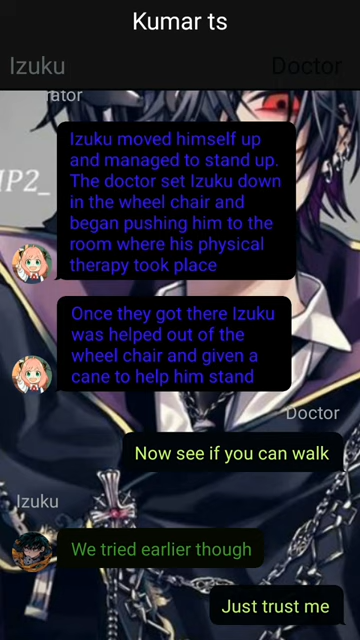 Kumar ts
Izuku
Doctor
rator
IP2_
Izuku moved himself up
and managed to stand up.
The doctor set Izuku down
in the wheel chair and
began pushing him to the
room where his physical
therapy took place
Once they got there Izuku
was helped out of the
wheel chair and given a
cane to help him stand
Doctor
Now see if you can walk
Izuku
We tried earlier though
Just trust me